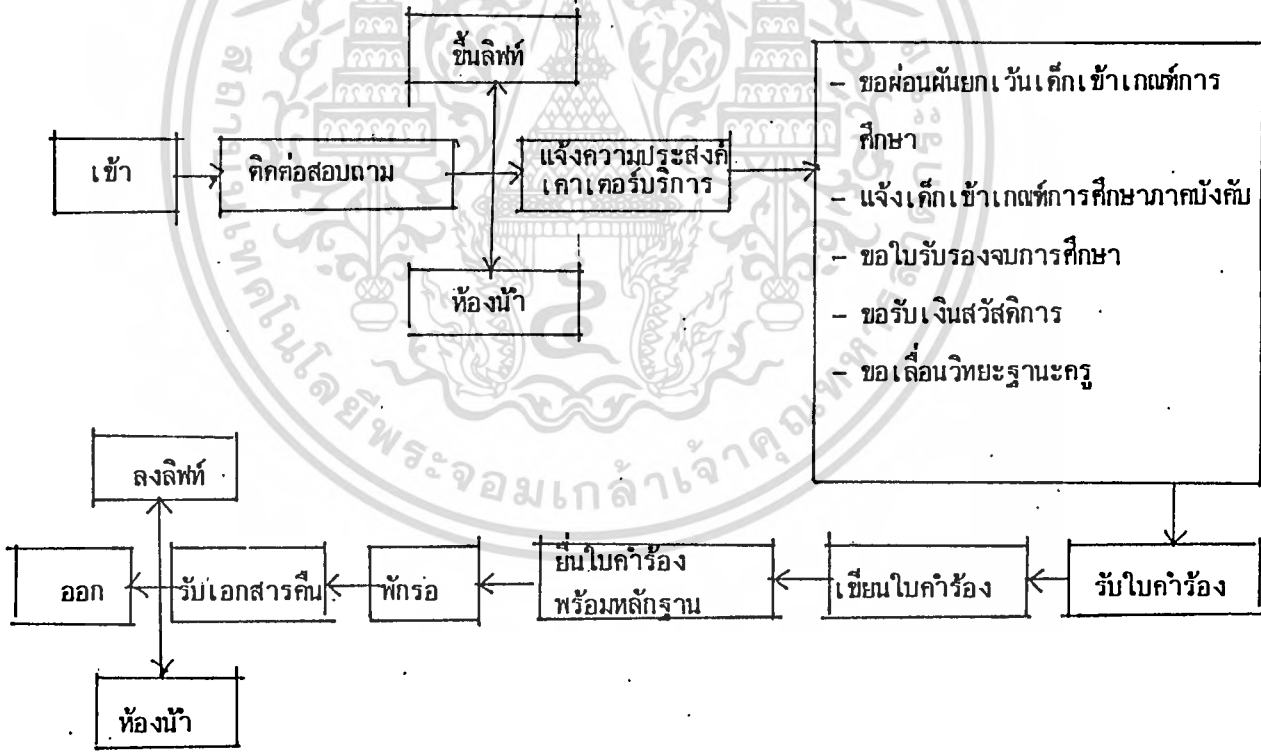 ขึ้นลิฟท์
เข้า
ติดต่อสอบถาม
แจ้งความประสงค์
เคาเตอร์บริการ
ห้องน้ำ
- ขอผ่อนผันยกเว้นเด็กเข้าเกณฑ์การ
ศึกษา
- แจ้งเด็กเข้าเกณฑ์การศึกษาภาคบังคับ
- ขอใบรับรองจบการศึกษา
- ขอรับเงินสวัสดิการ
- ขอเลื่อนวิทยะฐานะครู
รับใบคำร้อง
เขียนใบคำร้อง
ยื่นใบคำร้อง
พร้อมหลักฐาน
พักรอ
รับเอกสารคืน
ลงลิฟท์
ออก
ห้องน้ำ